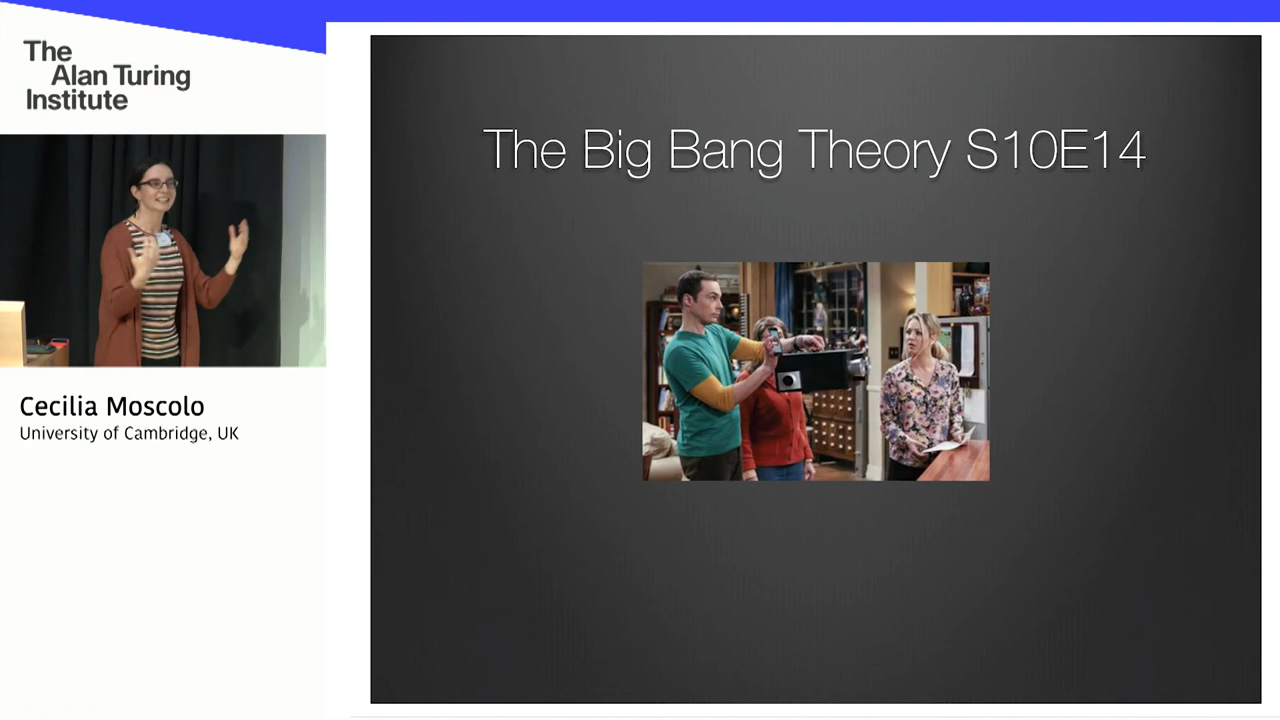 The
Alan Turing
Institute
The Big Bang Theory S10E14
Cecilia Moscolo
University of Cambridge, UK